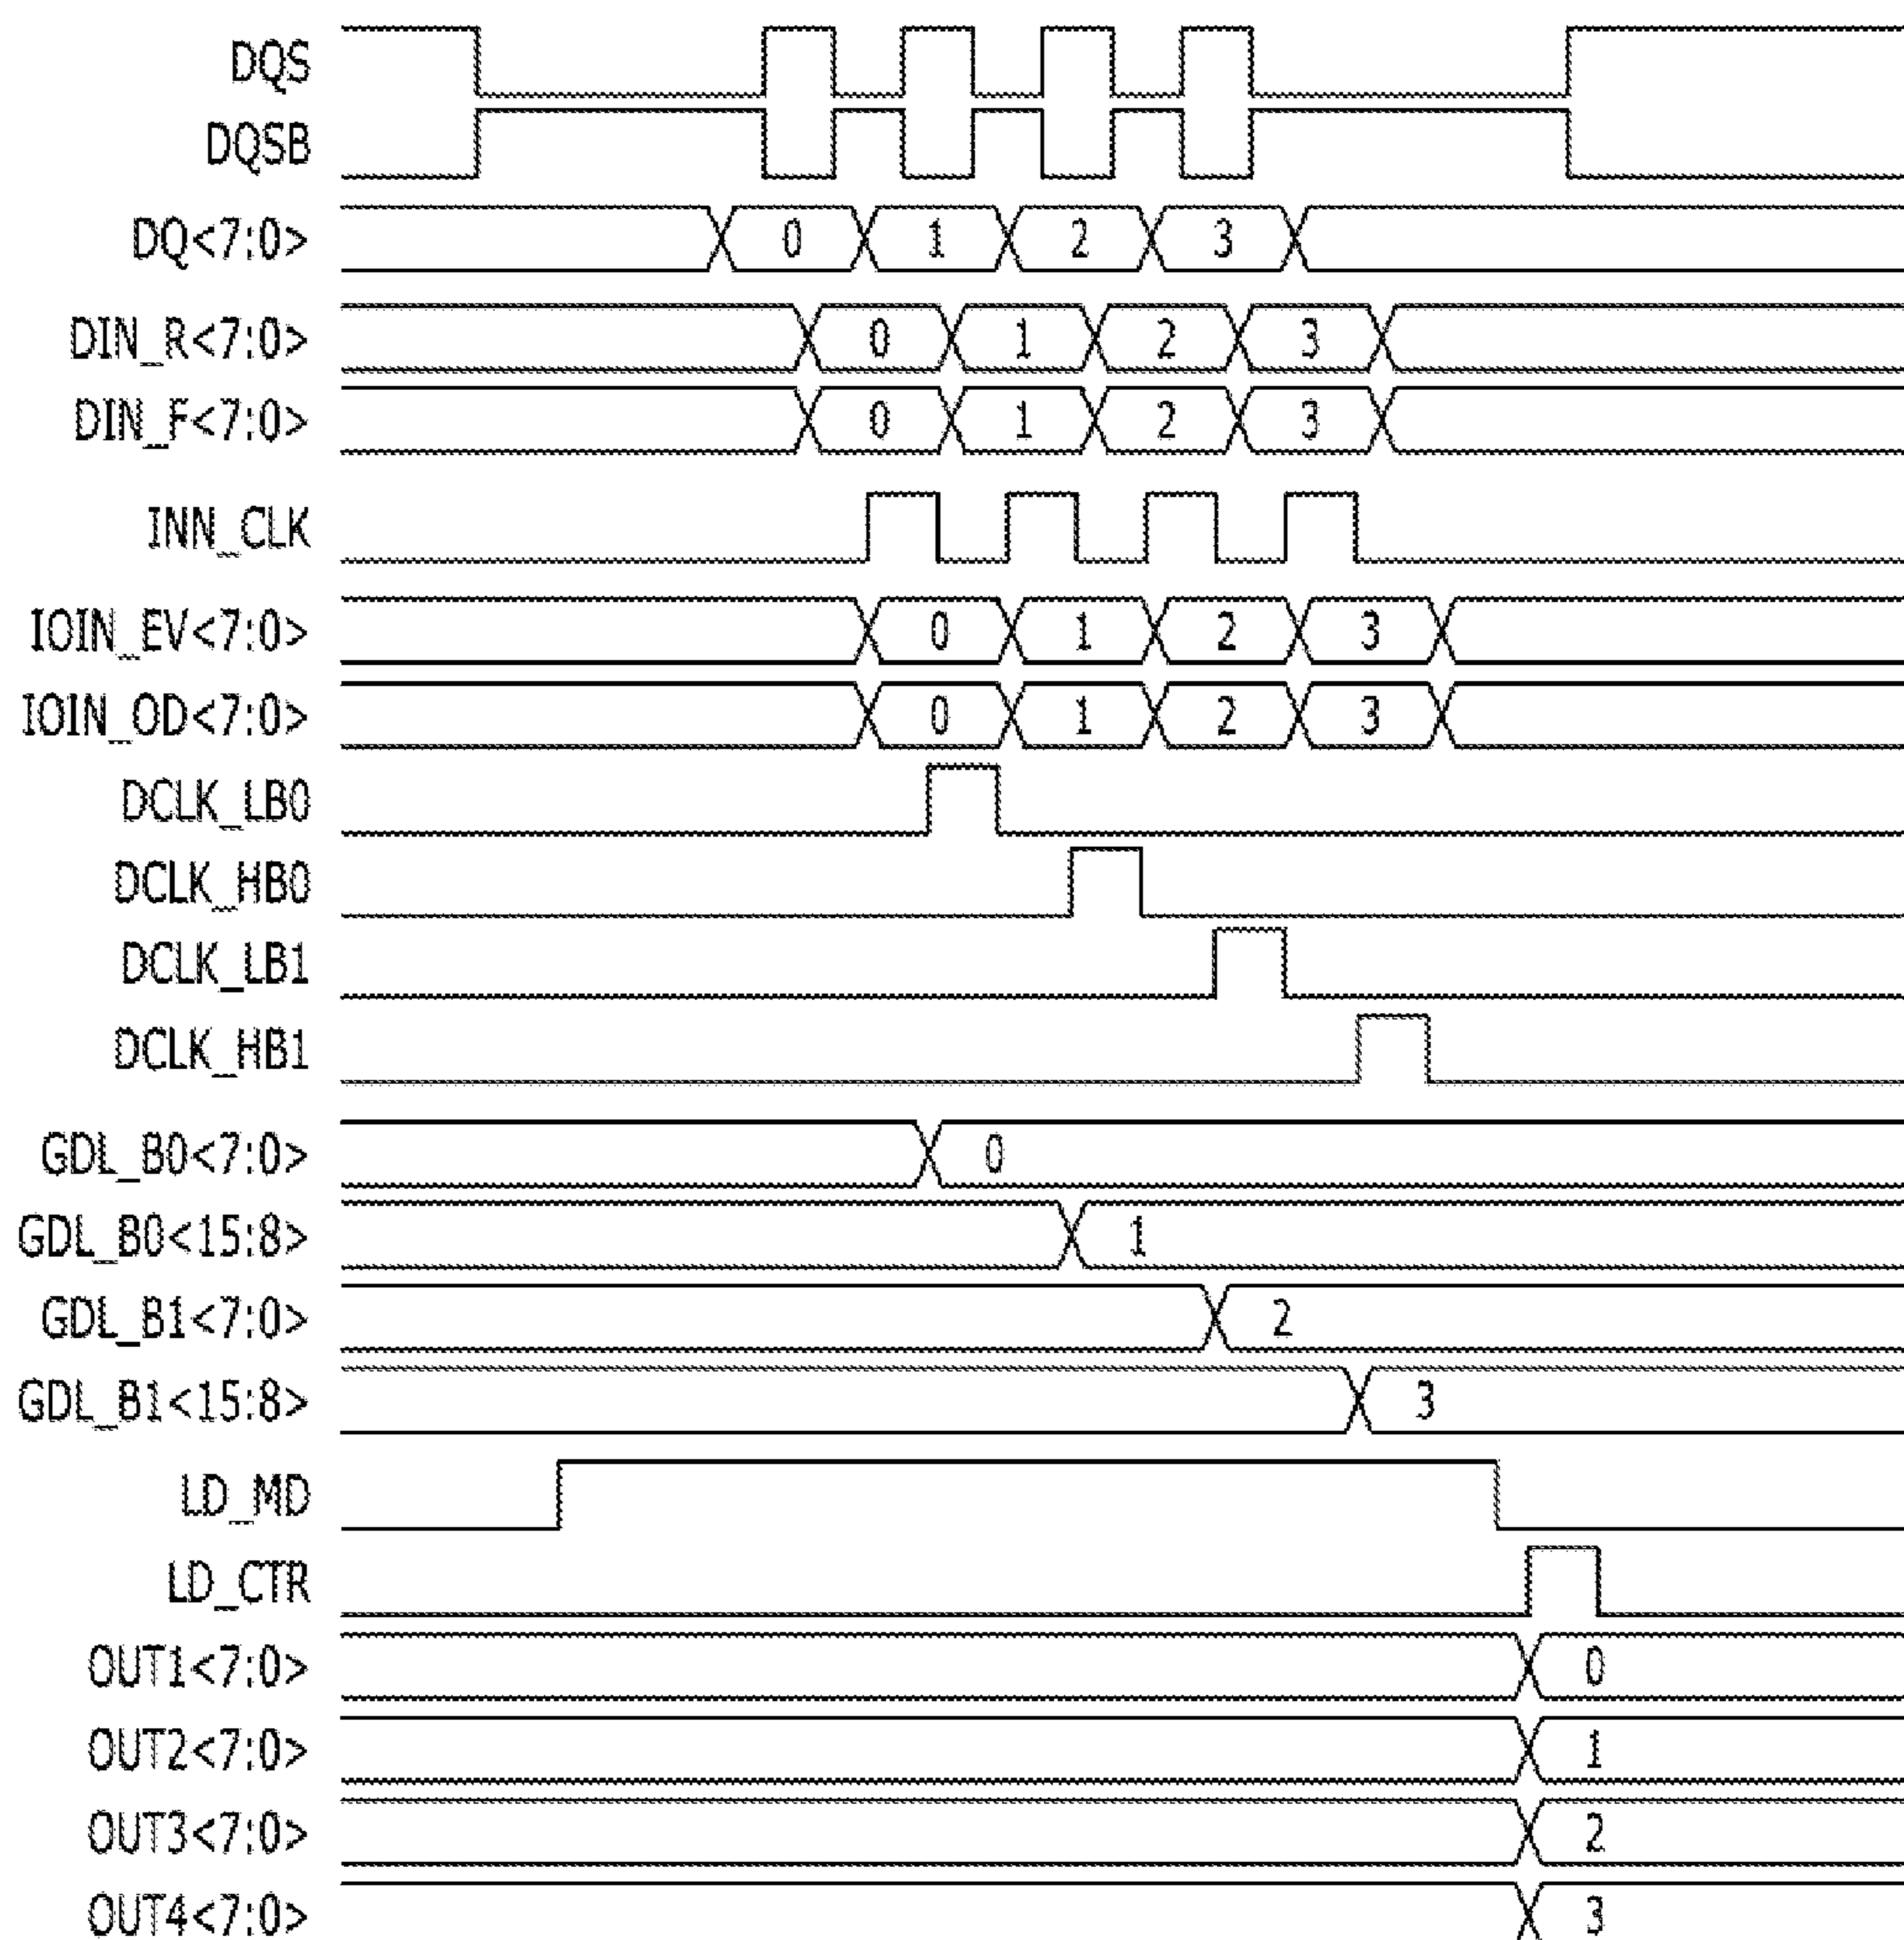 DQS
DQSB
DQ<7:0> 0 1 2 3
DIN_R<7:0> 0 1 2 3
DIN_F<7:0> 0 1 2 3
INN_CLK
IOIN_EV<7:0> 0 1 2 3
IOIN_OD<7:0> 0 1 2 3
DCLK_LB0
DCLK_HB0
DCLK_LB1
DCLK_HB1
GDL_B0<7:0> 0
GDL_B0<15:8> 1
GDL_B1<7:0> 2
GDL_B1<15:8> 3
LD_MD
LD_CTR
OUT1<7:0> 0
OUT2<7:0> 1
OUT3<7:0> 2
OUT4<7:0> 3